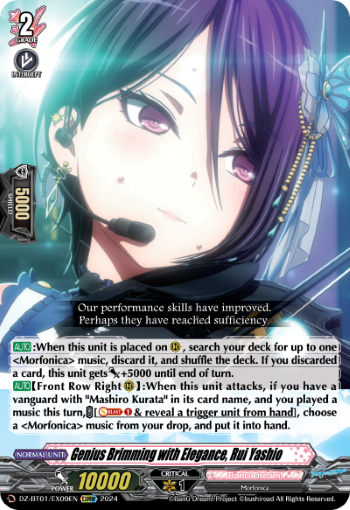 2
GRADE
INTERCEPT
5000
SHIELD
Our performance skills have improved.
Perhaps they have reached sufficiency.
AUTO:When this unit is placed on RC, search your deck for up to one
<Morfonica> music, discard it, and shuffle the deck. If you discarded
a card, this unit gets +5000 until end of turn.
AUTO【Front Row Right RC】:When this unit attacks, if you have a
vanguard with "Mashiro Kurata" in its card name, and you played a
music this turn, [SOUL BLAST 1 & reveal a trigger unit from hand], choose
a <Morfonica> music from your drop, and put it into hand.
NORMAL UNIT
Genius Brimming with Elegance, Rui Yashio
POWER
10000
CRITICAL
1
BanG Dream!
Morfonica
D-DZ-BT01/EX09EN 2024
©BanG Dream! Project ©bushiroad All Rights Reserved.